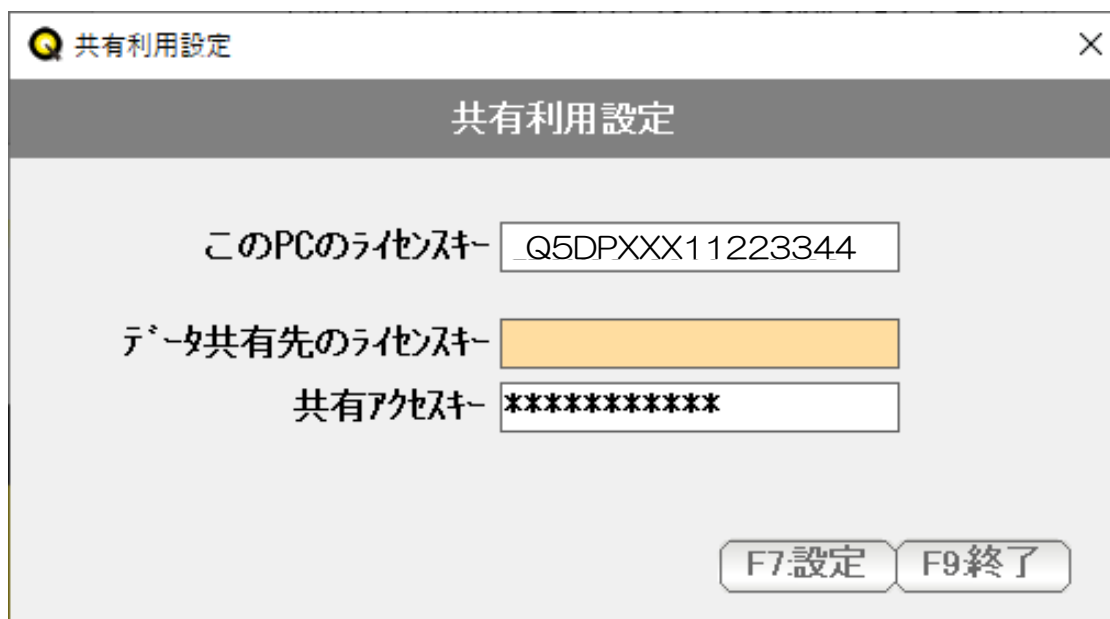 共有利用設定
共有利用設定
このPCのライセンスキー Q5DPXXX11223344
データ共有先のライセンスキー
共有アクセスキー ***********
F7:設定 F9:終了